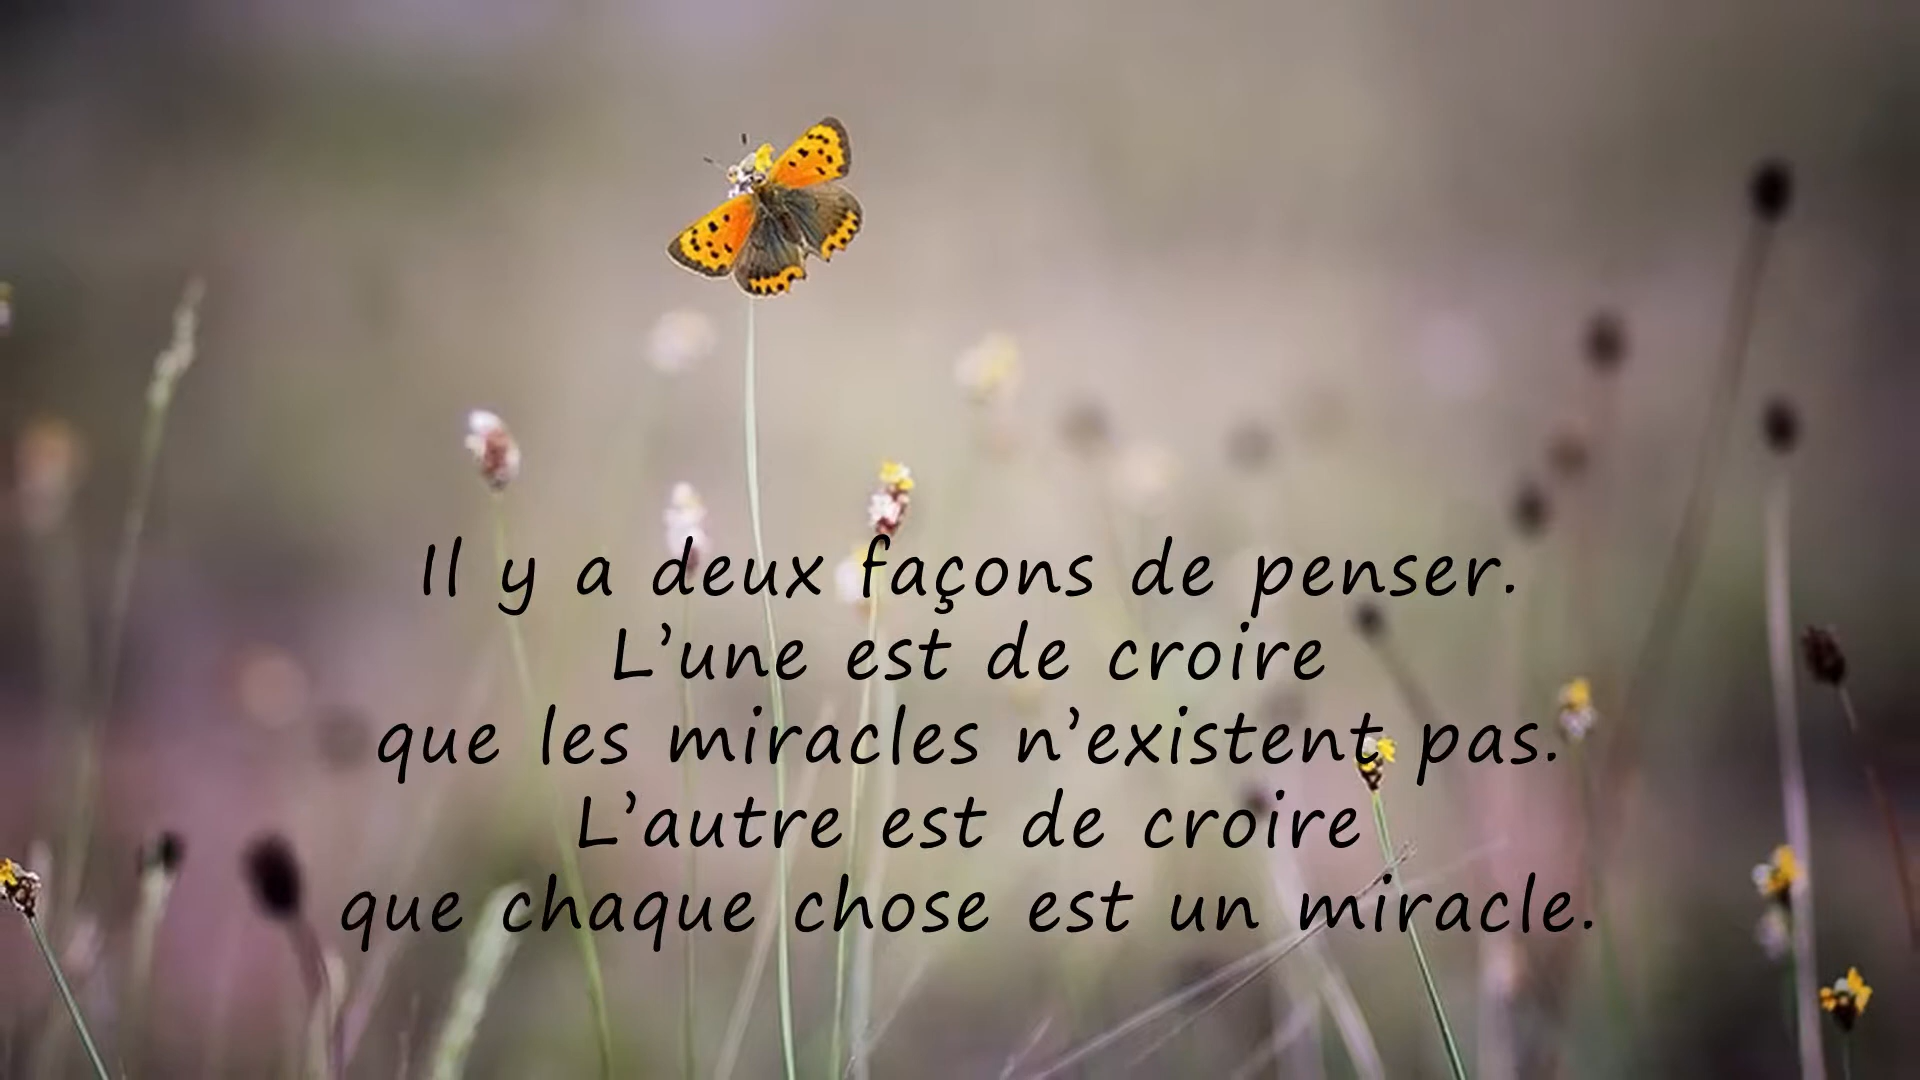 Il y a deux façons de penser.
L’une est de croire
que les miracles n’existent pas.
L’autre est de croire
que chaque chose est un miracle.